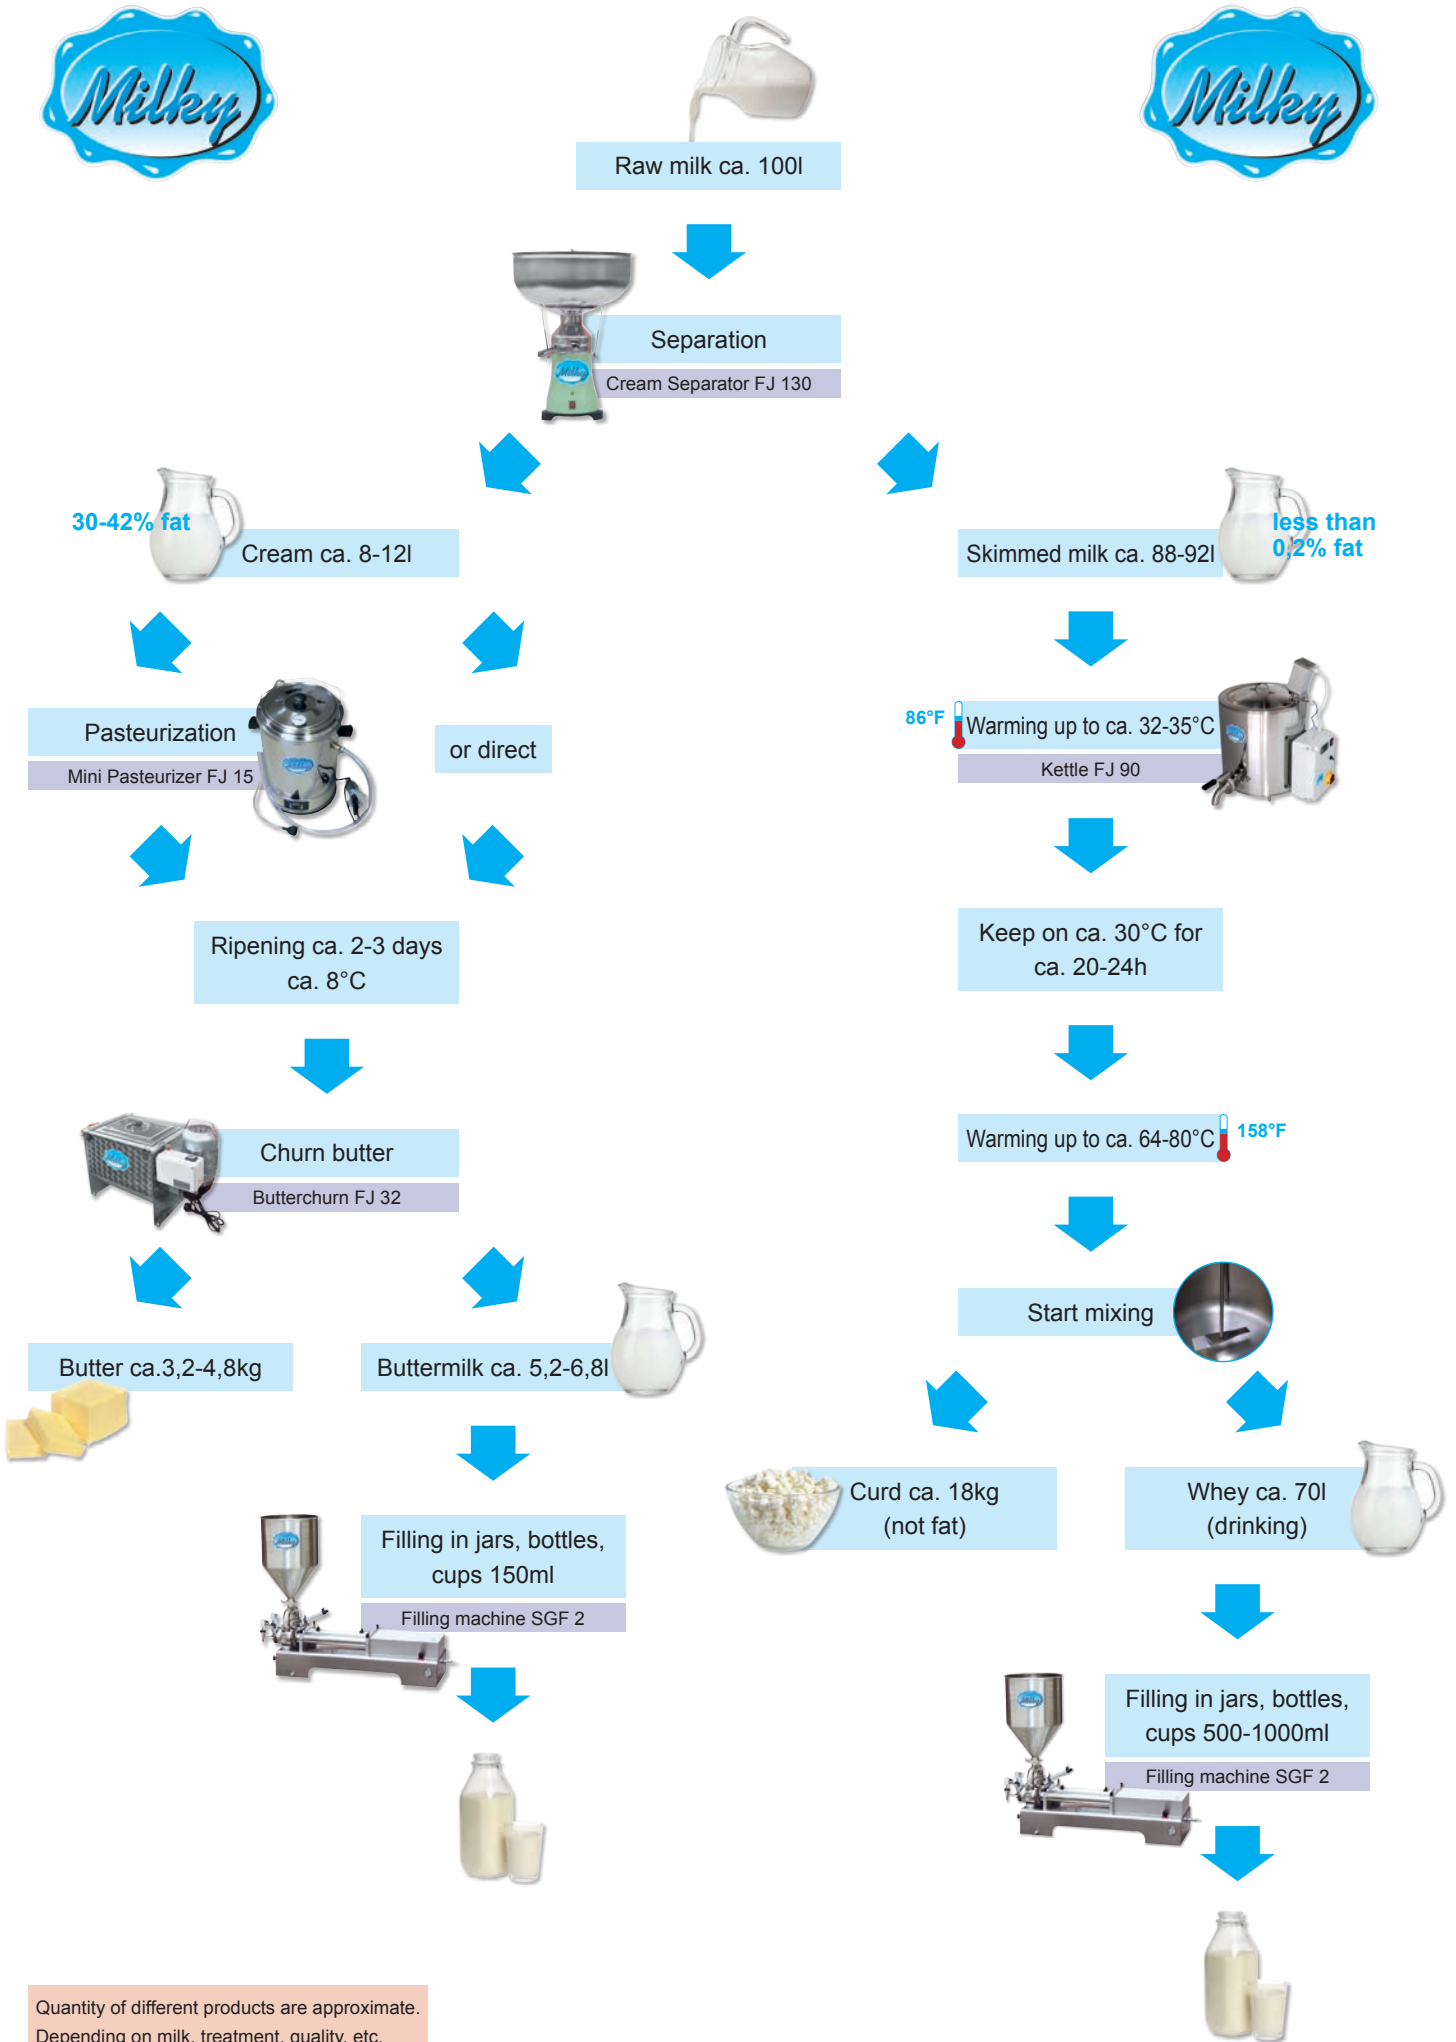 Milky
Milky
Raw milk ca. 100l
Separation
Cream Separator FJ 130
Milky
30-42% fat
Cream ca. 8-12l
Skimmed milk ca. 88-92l
less than
0,2% fat
Pasteurization
Mini Pasteurizer FJ 15
or direct
86°F
Warming up to ca. 32-35°C
Kettle FJ 90
Ripening ca. 2-3 days
ca. 8°C
Keep on ca. 30°C for
ca. 20-24h
Churn butter
Butterchurn FJ 32
Warming up to ca. 64-80°C
158°F
Start mixing
Butter ca.3,2-4,8kg
Buttermilk ca. 5,2-6,8l
Curd ca. 18kg
(not fat)
Whey ca. 70l
(drinking)
Filling in jars, bottles,
cups 150ml
Filling machine SGF 2
Milky
Filling in jars, bottles,
cups 500-1000ml
Filling machine SGF 2
Quantity of different products are approximate.
Depending on milk, treatment, quality, etc.